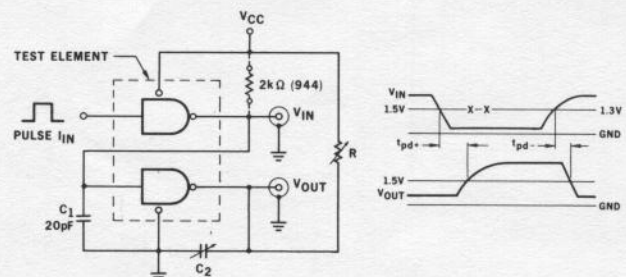 VCC
TEST ELEMENT
2kΩ (944)
VIN
PULSE IIN
R
VOUT
C1
20pF
C2
VIN
1.5V
X-X
1.3V
GND
tpd+
tpd-
1.5V
VOUT
GND